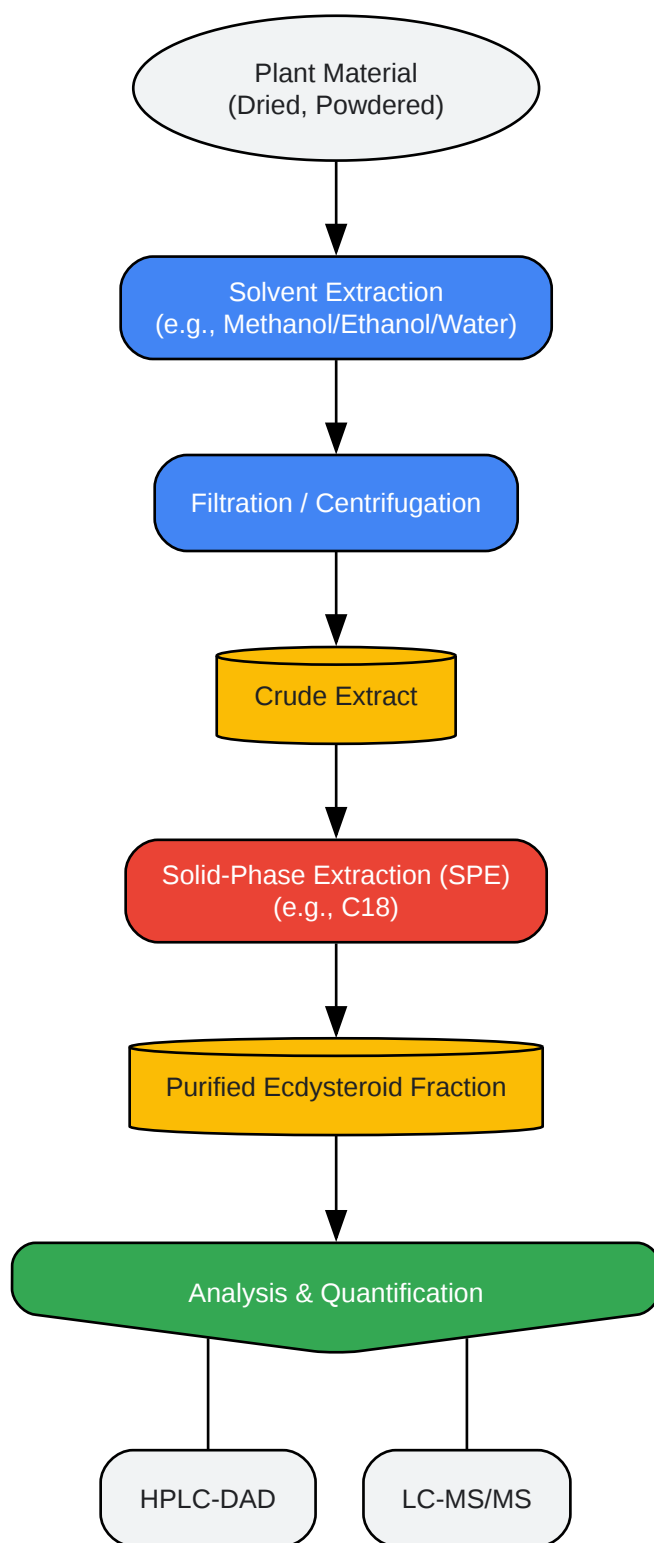 Plant Material
(Dried, Powdered)
Solvent Extraction
(e.g., Methanol/Ethanol/Water)
Filtration / Centrifugation
Crude Extract
Solid-Phase Extraction (SPE)
(e.g., C18)
Purified Ecdysteroid Fraction
Analysis & Quantification
HPLC-DAD
LC-MS/MS